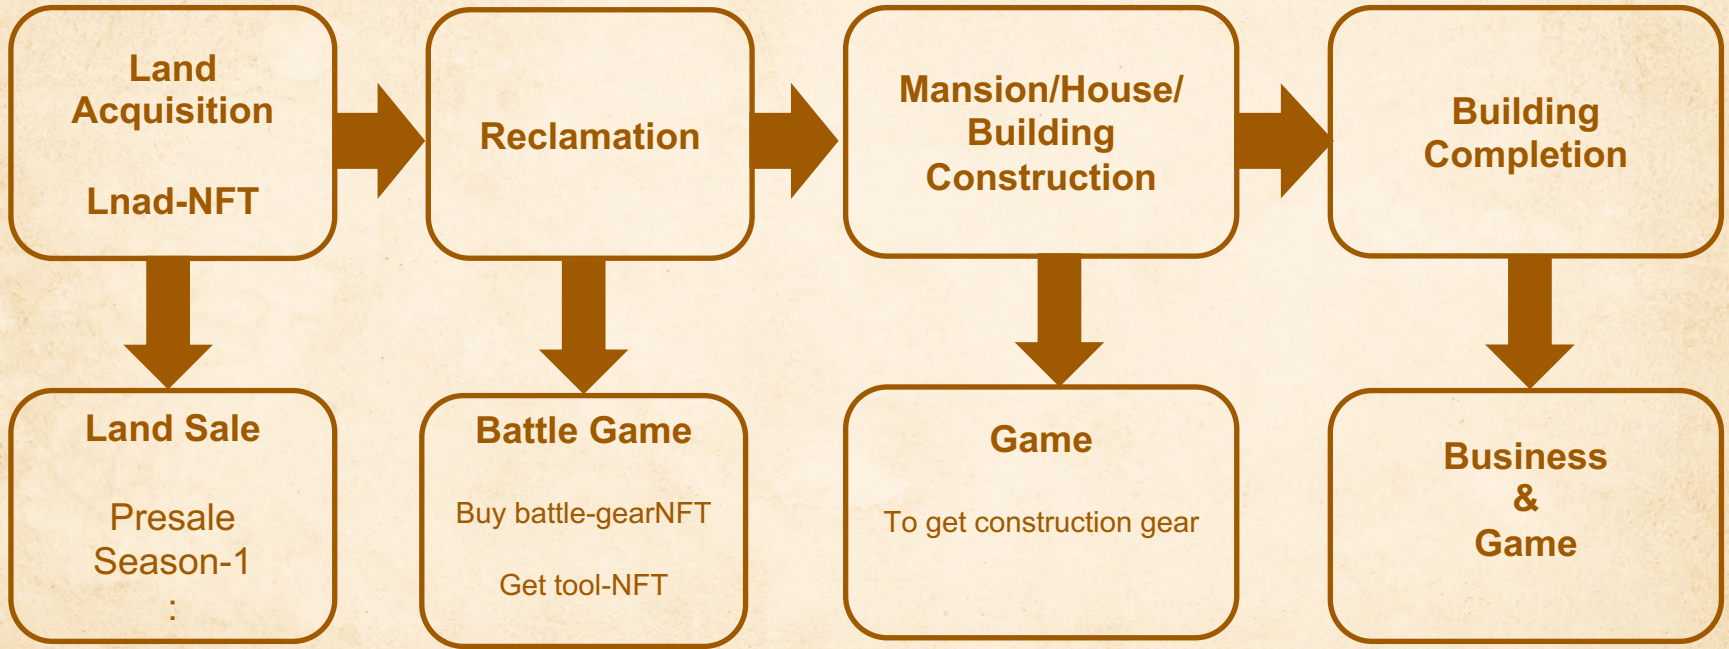 Land
Acquisition
Lnad-NFT
Reclamation
Mansion/House/
Building
Construction
Building
Completion
Land Sale
Presale
Season-1
:
Battle Game
Buy battle-gearNFT
Get tool-NFT
Game
To get construction gear
Business
&
Game